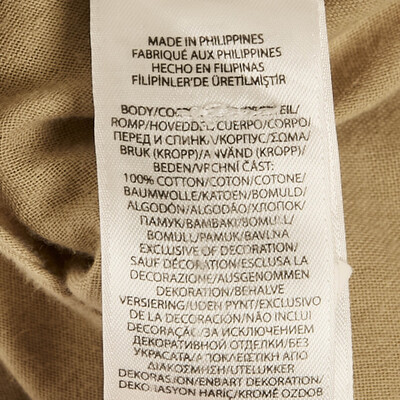 MADE IN PHILIPPINES
FABRIQUÉ AUX PHILIPPINES
HECHO EN FILIPINAS
FİLİPİNLER'DE ÜRETİLMİŞTİR
BODY/
ROMP/HOVEDDEL/CUERPO/CORPO/
ПЕРЕД И СПИНКА/КОРПУС/ΣΩΜΑ/
BRUK (KROPP)/ANVÄND (KROPP)/
BEDEN/VRCHNÍ ČÁST:
100% COTTON/COTON/COTONE/
BAUMWOLLE/KATOEN/BOMULD/
ALGODÓN/ALGODÃO/ХЛОПОК/
ΠΑΜUK/ΒΑΜΒΑΚΙ/BOMULL/
BOMULL/PAMUK/BAVLNA
EXCLUSIVE OF DECORATION/
SAUF DÉCORATION/ESCLUSA LA
DECORAZIONE/AUSGENOMMEN
DEKORATION/BEHALVE
VERSIERING/UDEN PYNT/EXCLUSIVO
DE LA DECORACIÓN/NÃO INCLUI
DECORAÇÃO/ЗА ИСКЛЮЧЕНИЕМ
ДЕКОРАТИВНОЙ ОТДЕЛКИ/БЕЗ
УКРАСАТА/ΑΠΟΚΛΕΙΣΤΙΚΗ ΑΠΟ
ΔΙΑΚΟΣΜΗΣΗ/UTELUKKER
DEKORASJON/ENBART DEKORATION/
DEKORASYON HARİÇ/KROMĚ OZDOB